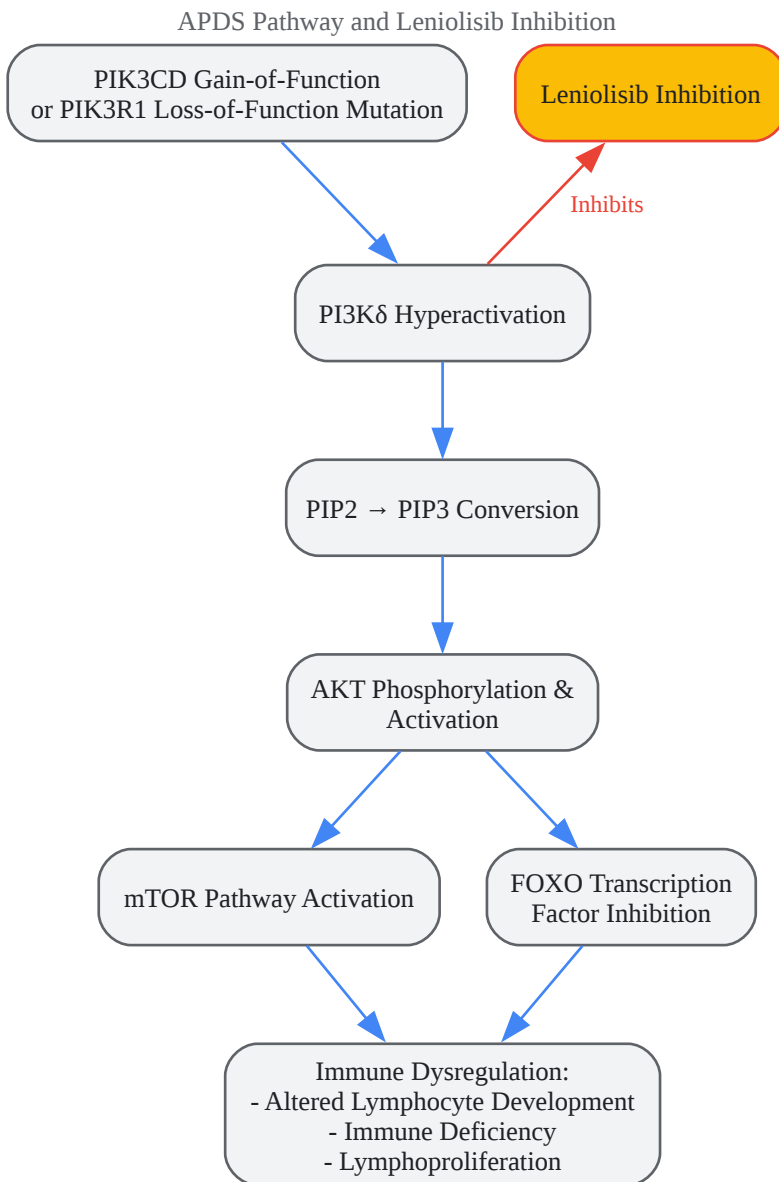 APDS Pathway and Leniolisib Inhibition
PIK3CD Gain-of-Function
or PIK3R1 Loss-of-Function Mutation
Leniolisib Inhibition
Inhibits
PI3Kδ Hyperactivation
PIP2 → PIP3 Conversion
AKT Phosphorylation &
Activation
mTOR Pathway Activation
FOXO Transcription
Factor Inhibition
Immune Dysregulation:
- Altered Lymphocyte Development
- Immune Deficiency
- Lymphoproliferation